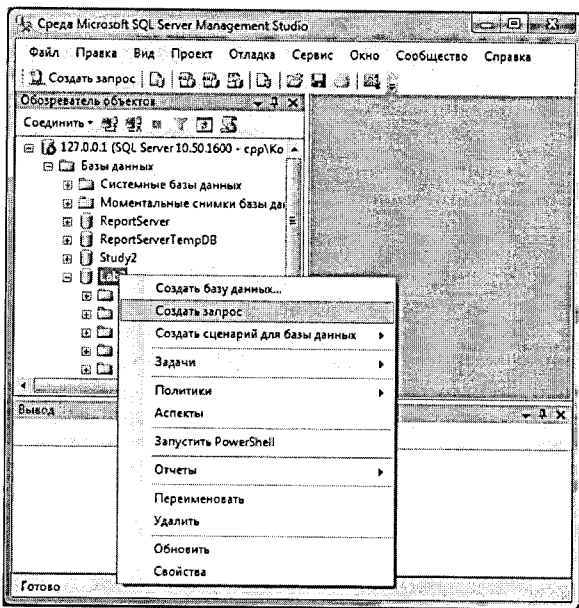 Среда Microsoft SQL Server Management Studio
Файл Правка Вид Проект Отладка Сервис Окно Сообщество Справка
Создать запрос
Обозреватель объектов
Соединить
127.0.0.1 (SQL Server 10.50.1600 - cpp\Ko
Базы данных
Системные базы данных
Моментальные снимки базы да
ReportServer
ReportServerTempDB
Study2
Создать базу данных...
Создать запрос
Создать сценарий для базы данных
Задачи
Политики
Аспекты
Запустить PowerShell
Отчеты
Переименовать
Удалить
Обновить
Свойства
Вывод
Готово